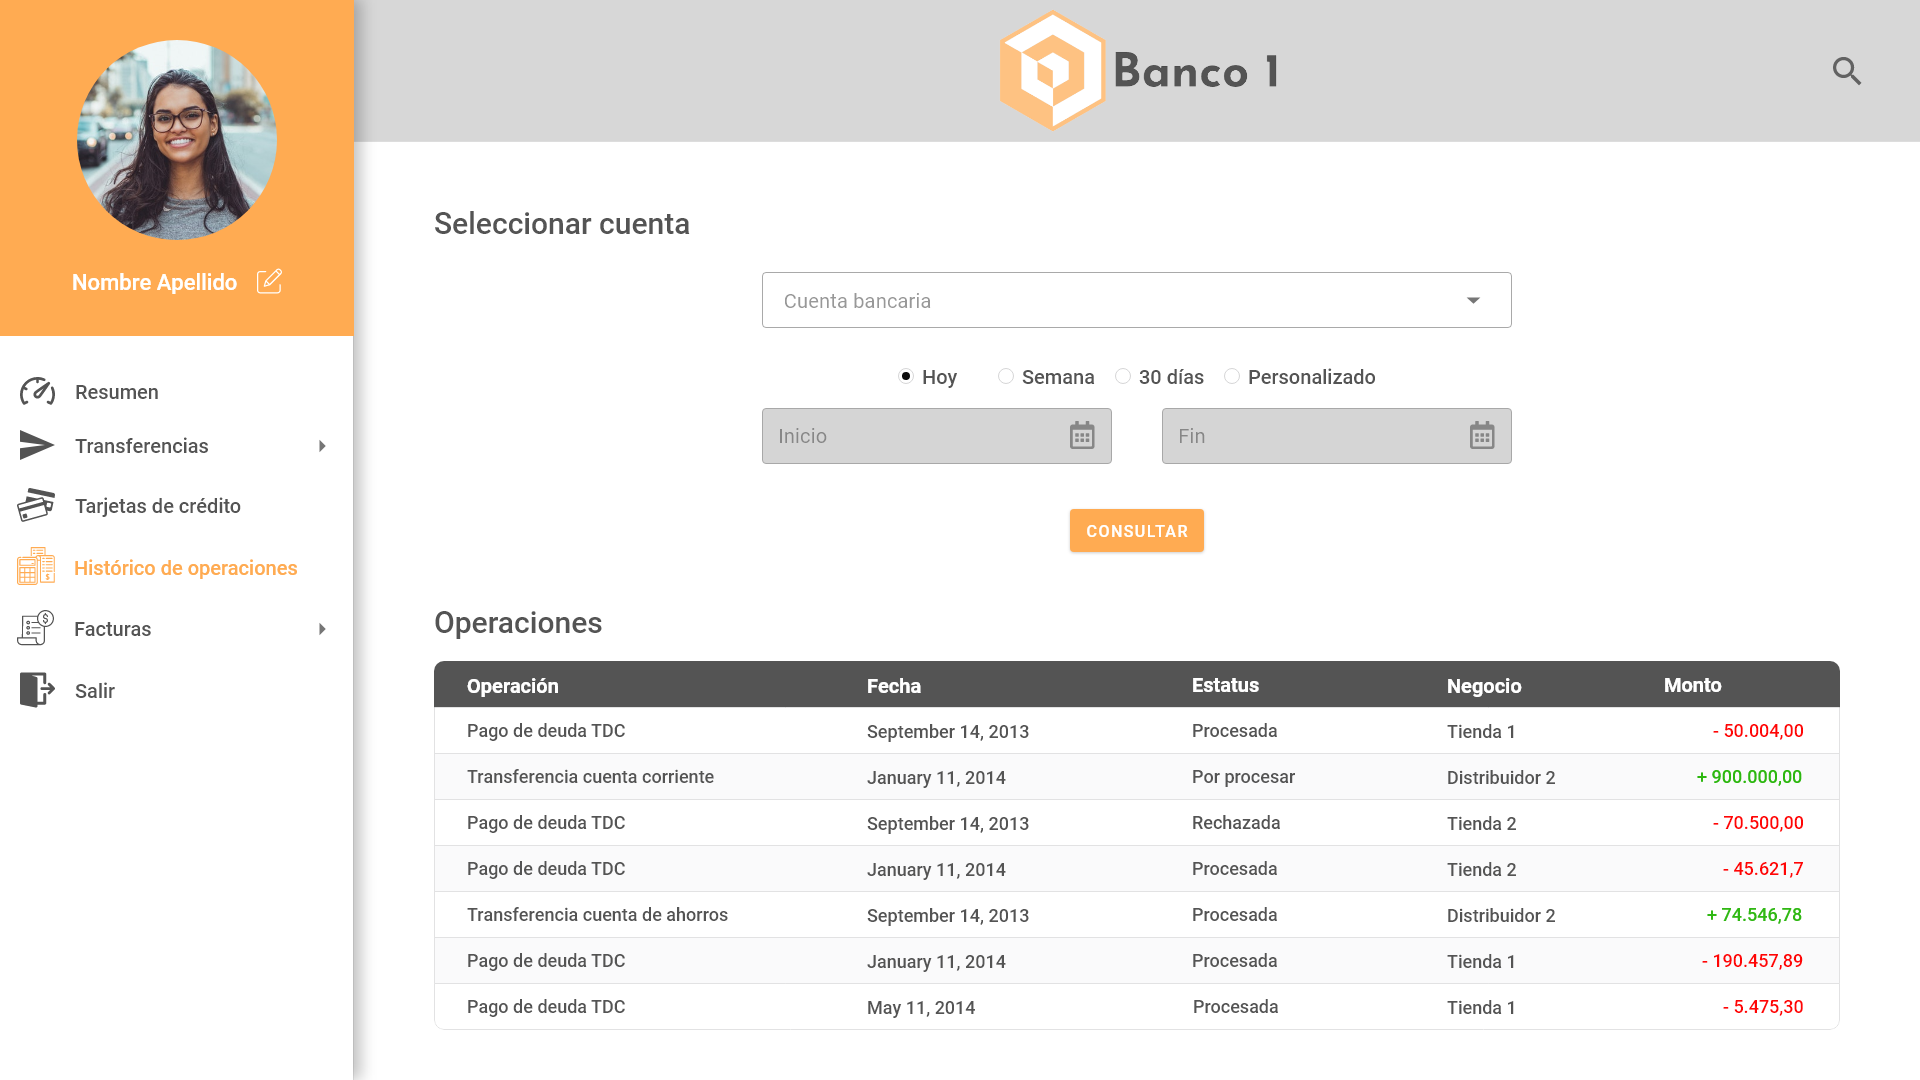 Banco 1
Nombre Apellido
Resumen
Transferencias
Tarjetas de crédito
Histórico de operaciones
Facturas
Salir
Seleccionar cuenta
Cuenta bancaria
Hoy Semana 30 días Personalizado
Inicio Fin
CONSULTAR
Operaciones
Operación Fecha Estatus Negocio Monto
Pago de deuda TDC September 14, 2013 Procesada Tienda 1 - 50.004,00
Transferencia cuenta corriente January 11, 2014 Por procesar Distribuidor 2 + 900.000,00
Pago de deuda TDC September 14, 2013 Rechazada Tienda 2 - 70.500,00
Pago de deuda TDC January 11, 2014 Procesada Tienda 2 - 45.621,7
Transferencia cuenta de ahorros September 14, 2013 Procesada Distribuidor 2 + 74.546,78
Pago de deuda TDC January 11, 2014 Procesada Tienda 1 - 190.457,89
Pago de deuda TDC May 11, 2014 Procesada Tienda 1 - 5.475,30